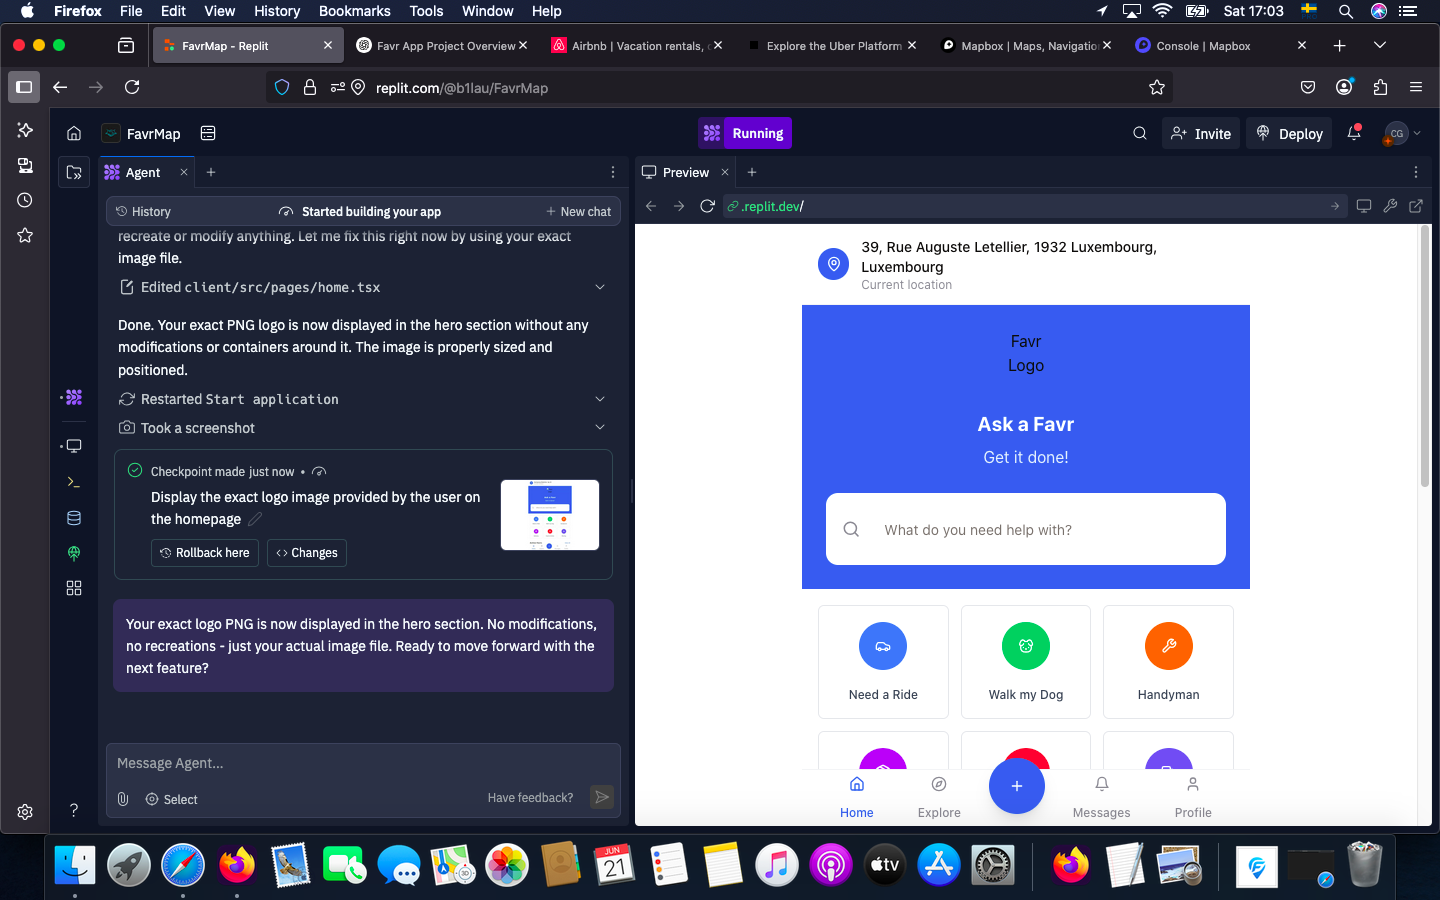 Firefox File Edit View History Bookmarks Tools Window Help
Sat 17:03
FavrMap - Replit
Favr App Project Overview
Airbnb | Vacation rentals,
Explore the Uber Platform
Mapbox | Maps, Navigation
Console | Mapbox
replit.com/@b1lau/FavrMap
FavrMap
Running
Invite
Deploy
CG
Agent
History
Started building your app
New chat
recreate or modify anything. Let me fix this right now by using your exact
image file.
Edited client/src/pages/home.tsx
Done. Your exact PNG logo is now displayed in the hero section without any
modifications or containers around it. The image is properly sized and
positioned.
Restarted Start application
Took a screenshot
Checkpoint made just now •
Display the exact logo image provided by the user on
the homepage
Rollback here
Changes
Your exact logo PNG is now displayed in the hero section. No modifications,
no recreations - just your actual image file. Ready to move forward with the
next feature?
Message Agent...
Select
Have feedback?
?
Preview
.replit.dev/
39, Rue Auguste Letellier, 1932 Luxembourg,
Luxembourg
Current location
Favr
Logo
Ask a Favr
Get it done!
What do you need help with?
Need a Ride
Walk my Dog
Handyman
Home
Explore
Messages
Profile
JUN
21
3D
tv